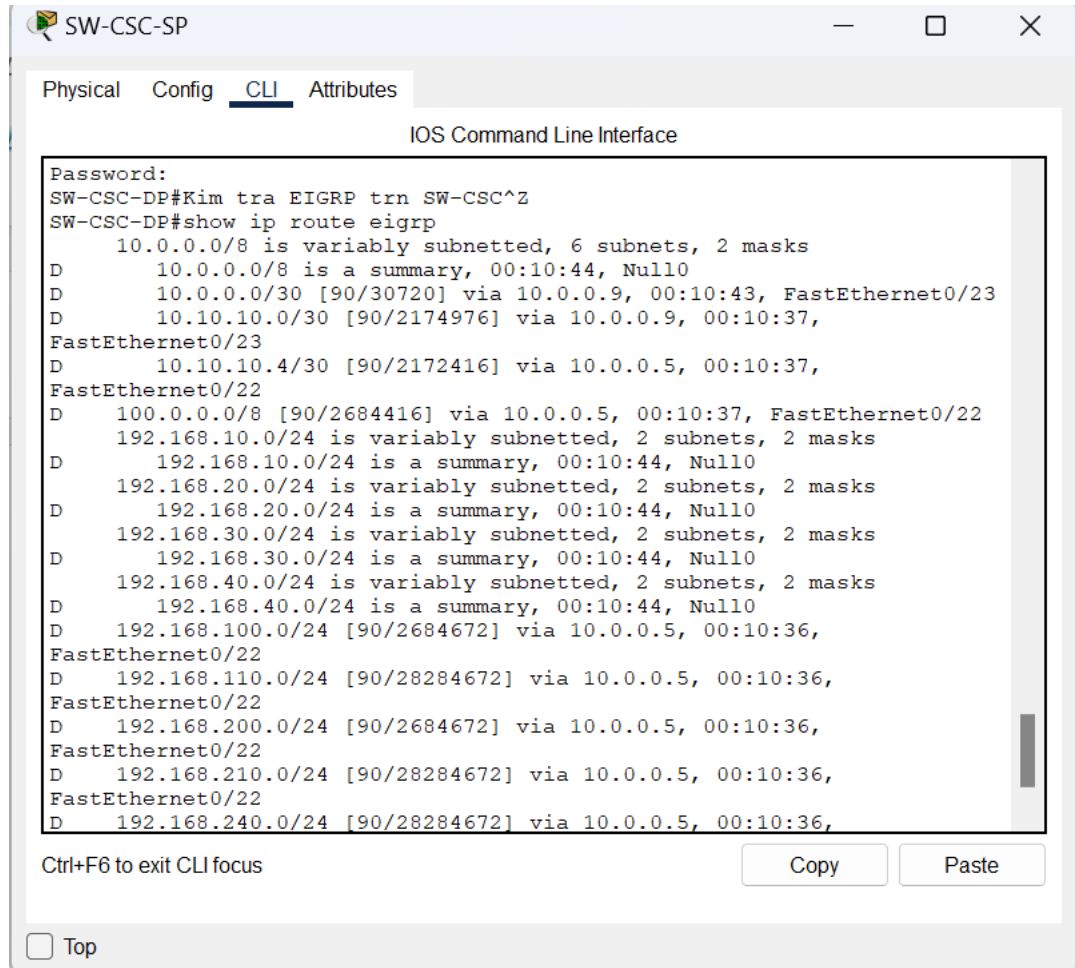 SW-CSC-SP
Physical Config CLI Attributes
IOS Command Line Interface
Password:
SW-CSC-DP#Kim tra EIGRP trn SW-CSC^Z
SW-CSC-DP#show ip route eigrp
     10.0.0.0/8 is variably subnetted, 6 subnets, 2 masks
D       10.0.0.0/8 is a summary, 00:10:44, Null0
D       10.0.0.0/30 [90/30720] via 10.0.0.9, 00:10:43, FastEthernet0/23
D       10.10.10.0/30 [90/2174976] via 10.0.0.9, 00:10:37,
FastEthernet0/23
D       10.10.10.4/30 [90/2172416] via 10.0.0.5, 00:10:37,
FastEthernet0/22
D    100.0.0.0/8 [90/2684416] via 10.0.0.5, 00:10:37, FastEthernet0/22
     192.168.10.0/24 is variably subnetted, 2 subnets, 2 masks
D       192.168.10.0/24 is a summary, 00:10:44, Null0
     192.168.20.0/24 is variably subnetted, 2 subnets, 2 masks
D       192.168.20.0/24 is a summary, 00:10:44, Null0
     192.168.30.0/24 is variably subnetted, 2 subnets, 2 masks
D       192.168.30.0/24 is a summary, 00:10:44, Null0
     192.168.40.0/24 is variably subnetted, 2 subnets, 2 masks
D       192.168.40.0/24 is a summary, 00:10:44, Null0
D    192.168.100.0/24 [90/2684672] via 10.0.0.5, 00:10:36,
FastEthernet0/22
D    192.168.110.0/24 [90/28284672] via 10.0.0.5, 00:10:36,
FastEthernet0/22
D    192.168.200.0/24 [90/2684672] via 10.0.0.5, 00:10:36,
FastEthernet0/22
D    192.168.210.0/24 [90/28284672] via 10.0.0.5, 00:10:36,
FastEthernet0/22
D    192.168.240.0/24 [90/28284672] via 10.0.0.5, 00:10:36,
Ctrl+F6 to exit CLI focus
Copy
Paste
Top